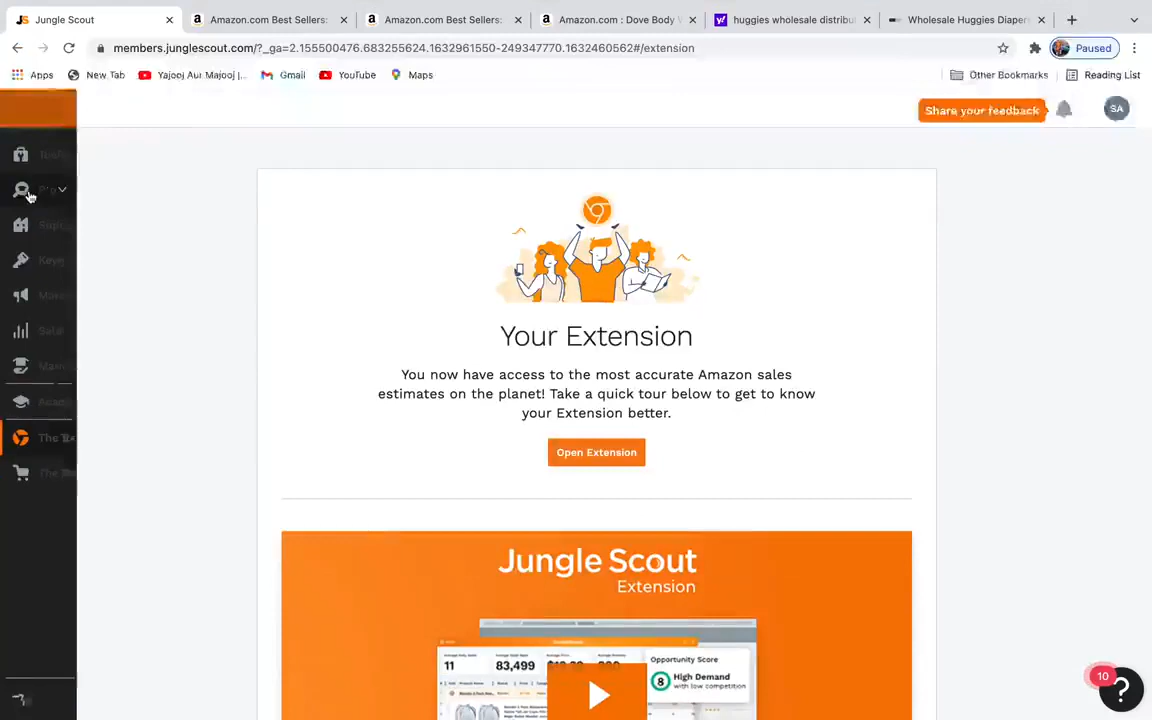 Jungle Scout
Amazon.com Best Sellers:
Amazon.com Best Sellers:
Amazon.com : Dove Body
huggies wholesale distribu
Wholesale Huggies Diaper
members.junglescout.com/?_ga=2.155500476.683255624.1632961550-249347770.1632460562#/extension
Paused
Apps
New Tab
Yajooj Aur Majooj |...
Gmail
YouTube
Maps
Other Bookmarks
Reading List
Share your feedback
SA
Your Extension
You now have access to the most accurate Amazon sales
estimates on the planet! Take a quick tour below to get to know
your Extension better.
Open Extension
Jungle Scout
Extension
11
83,499
Opportunity Score
8
High Demand
with low competition
10
?